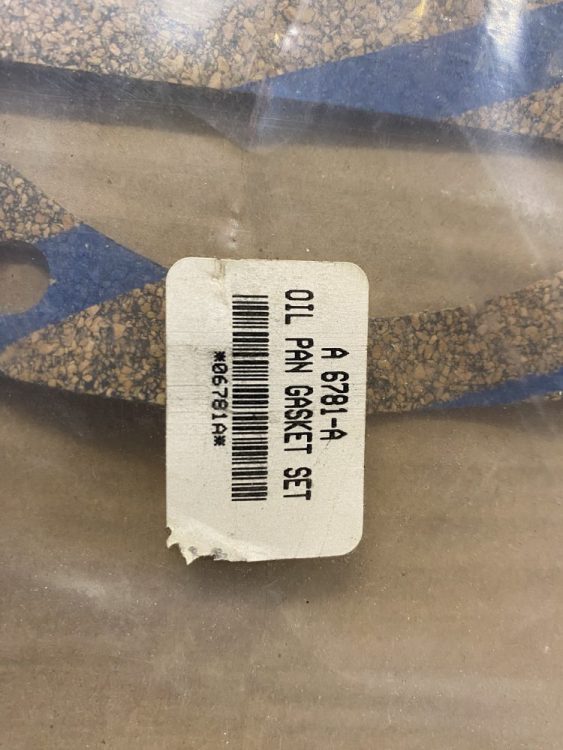 A 6781-A
OIL PAN GASKET SET
*06781A*